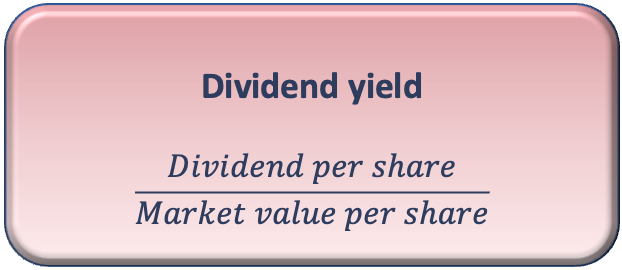 Dividend yield
Dividend per share
Market value per share